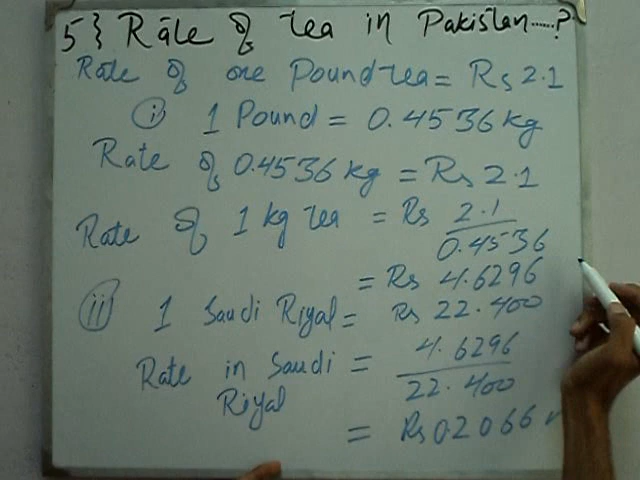 5} Rate of tea in Pakistan.....?
Rate of one Pound tea = Rs 2.1
(i) 1 Pound = 0.4536 kg
Rate of 0.4536 kg = Rs 2.1
Rate of 1 kg tea = Rs 2.1
0.4536
= Rs 4.6296
(ii) 1 Saudi Riyal = Rs 22.400
Rate in Saudi Riyal = 4.6296
22.400
= Rs 0.2066